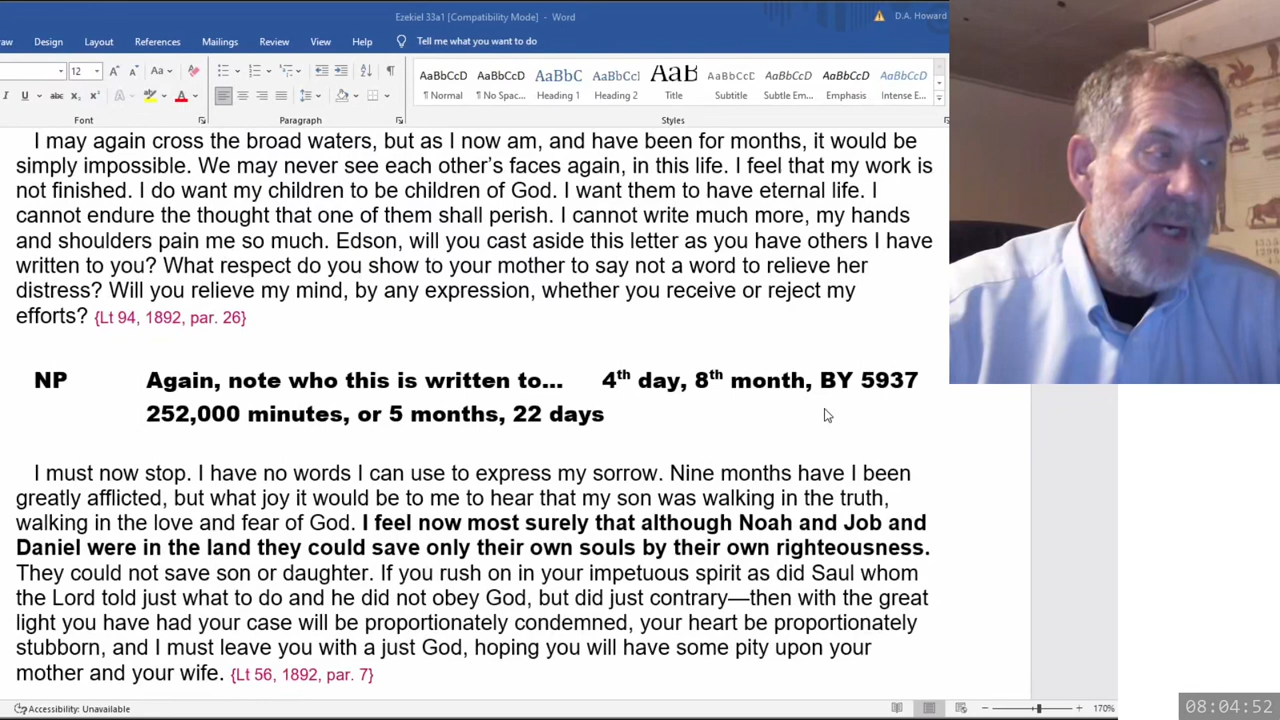 Ezekiel 33a1 [Compatibility Mode] - Word
D.A. Howard
aw Design Layout References Mailings Review View Help Tell me what you want to do
12 Aa
I U abc x₂ x² A ab A
AaBbCcD AaBbCcD AaBbC AaBbCcI AaB AaBbCcD AaBbCcD AaBbCcD AaBbCcD
¶ Normal ¶ No Spac... Heading 1 Heading 2 Title Subtitle Subtle Em... Emphasis Intense E...
Font Paragraph Styles
I may again cross the broad waters, but as I now am, and have been for months, it would be
simply impossible. We may never see each other's faces again, in this life. I feel that my work is
not finished. I do want my children to be children of God. I want them to have eternal life. I
cannot endure the thought that one of them shall perish. I cannot write much more, my hands
and shoulders pain me so much. Edson, will you cast aside this letter as you have others I have
written to you? What respect do you show to your mother to say not a word to relieve her
distress? Will you relieve my mind, by any expression, whether you receive or reject my
efforts? {Lt 94, 1892, par. 26}
NP Again, note who this is written to... 4th day, 8th month, BY 5937
252,000 minutes, or 5 months, 22 days
I must now stop. I have no words I can use to express my sorrow. Nine months have I been
greatly afflicted, but what joy it would be to me to hear that my son was walking in the truth,
walking in the love and fear of God. I feel now most surely that although Noah and Job and
Daniel were in the land they could save only their own souls by their own righteousness.
They could not save son or daughter. If you rush on in your impetuous spirit as did Saul whom
the Lord told just what to do and he did not obey God, but did just contrary—then with the great
light you have had your case will be proportionately condemned, your heart be proportionately
stubborn, and I must leave you with a just God, hoping you will have some pity upon your
mother and your wife. {Lt 56, 1892, par. 7}
Accessibility: Unavailable
170%
08:04:52